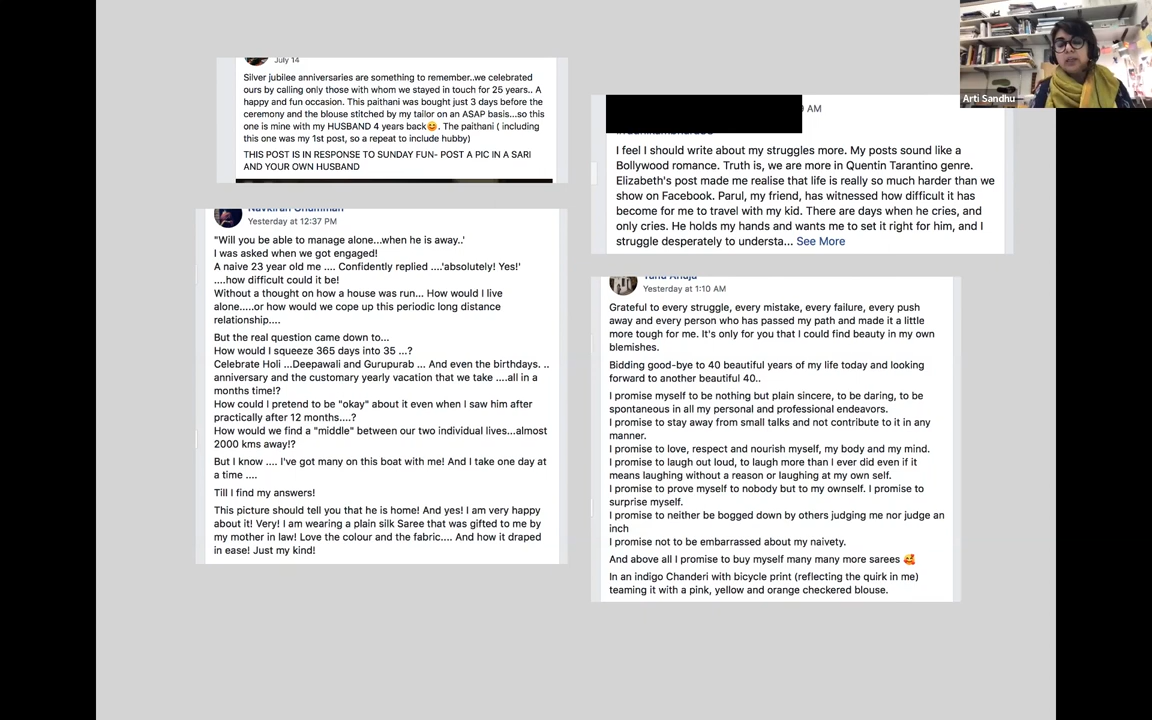 July 14
Silver jubilee anniversaries are something to remember..we celebrated
ours by calling only those with whom we stayed in touch for 25 years.. A
happy and fun occasion. This paithani was bought just 3 days before the
ceremony and the blouse stitched by my tailor on an ASAP basis...so this
one is mine with my HUSBAND 4 years back😊. The paithani ( including
this one was my 1st post, so a repeat to include hubby)
THIS POST IS IN RESPONSE TO SUNDAY FUN- POST A PIC IN A SARI
AND YOUR OWN HUSBAND
Yesterday at 12:37 PM
"Will you be able to manage alone...when he is away..'
I was asked when we got engaged!
A naive 23 year old me .... Confidently replied ....'absolutely! Yes!'
....how difficult could it be!
Without a thought on how a house was run... How would I live
alone.....or how would we cope up this periodic long distance
relationship....
But the real question came down to...
How would I squeeze 365 days into 35 ...?
Celebrate Holi ...Deepawali and Gurupurab ... And even the birthdays. ..
anniversary and the customary yearly vacation that we take ....all in a
months time!?
How could I pretend to be "okay" about it even when I saw him after
practically after 12 months....?
How would we find a "middle" between our two individual lives...almost
2000 kms away!?
But I know .... I've got many on this boat with me! And I take one day at
a time ....
Till I find my answers!
This picture should tell you that he is home! And yes! I am very happy
about it! Very! I am wearing a plain silk Saree that was gifted to me by
my mother in law! Love the colour and the fabric.... And how it draped
in ease! Just my kind!
AM
I feel I should write about my struggles more. My posts sound like a
Bollywood romance. Truth is, we are more in Quentin Tarantino genre.
Elizabeth's post made me realise that life is really so much harder than we
show on Facebook. Parul, my friend, has witnessed how difficult it has
become for me to travel with my kid. There are days when he cries, and
only cries. He holds my hands and wants me to set it right for him, and I
struggle desperately to understa... See More
Yesterday at 1:10 AM
Grateful to every struggle, every mistake, every failure, every push
away and every person who has passed my path and made it a little
more tough for me. It's only for you that I could find beauty in my own
blemishes.
Bidding good-bye to 40 beautiful years of my life today and looking
forward to another beautiful 40..
I promise myself to be nothing but plain sincere, to be daring, to be
spontaneous in all my personal and professional endeavors.
I promise to stay away from small talks and not contribute to it in any
manner.
I promise to love, respect and nourish myself, my body and my mind.
I promise to laugh out loud, to laugh more than I ever did even if it
means laughing without a reason or laughing at my own self.
I promise to prove myself to nobody but to my ownself. I promise to
surprise myself.
I promise to neither be bogged down by others judging me nor judge an
inch
I promise not to be embarrassed about my naivety.
And above all I promise to buy myself many many more sarees 🥰
In an indigo Chanderi with bicycle print (reflecting the quirk in me)
teaming it with a pink, yellow and orange checkered blouse.
Arti Sandhu